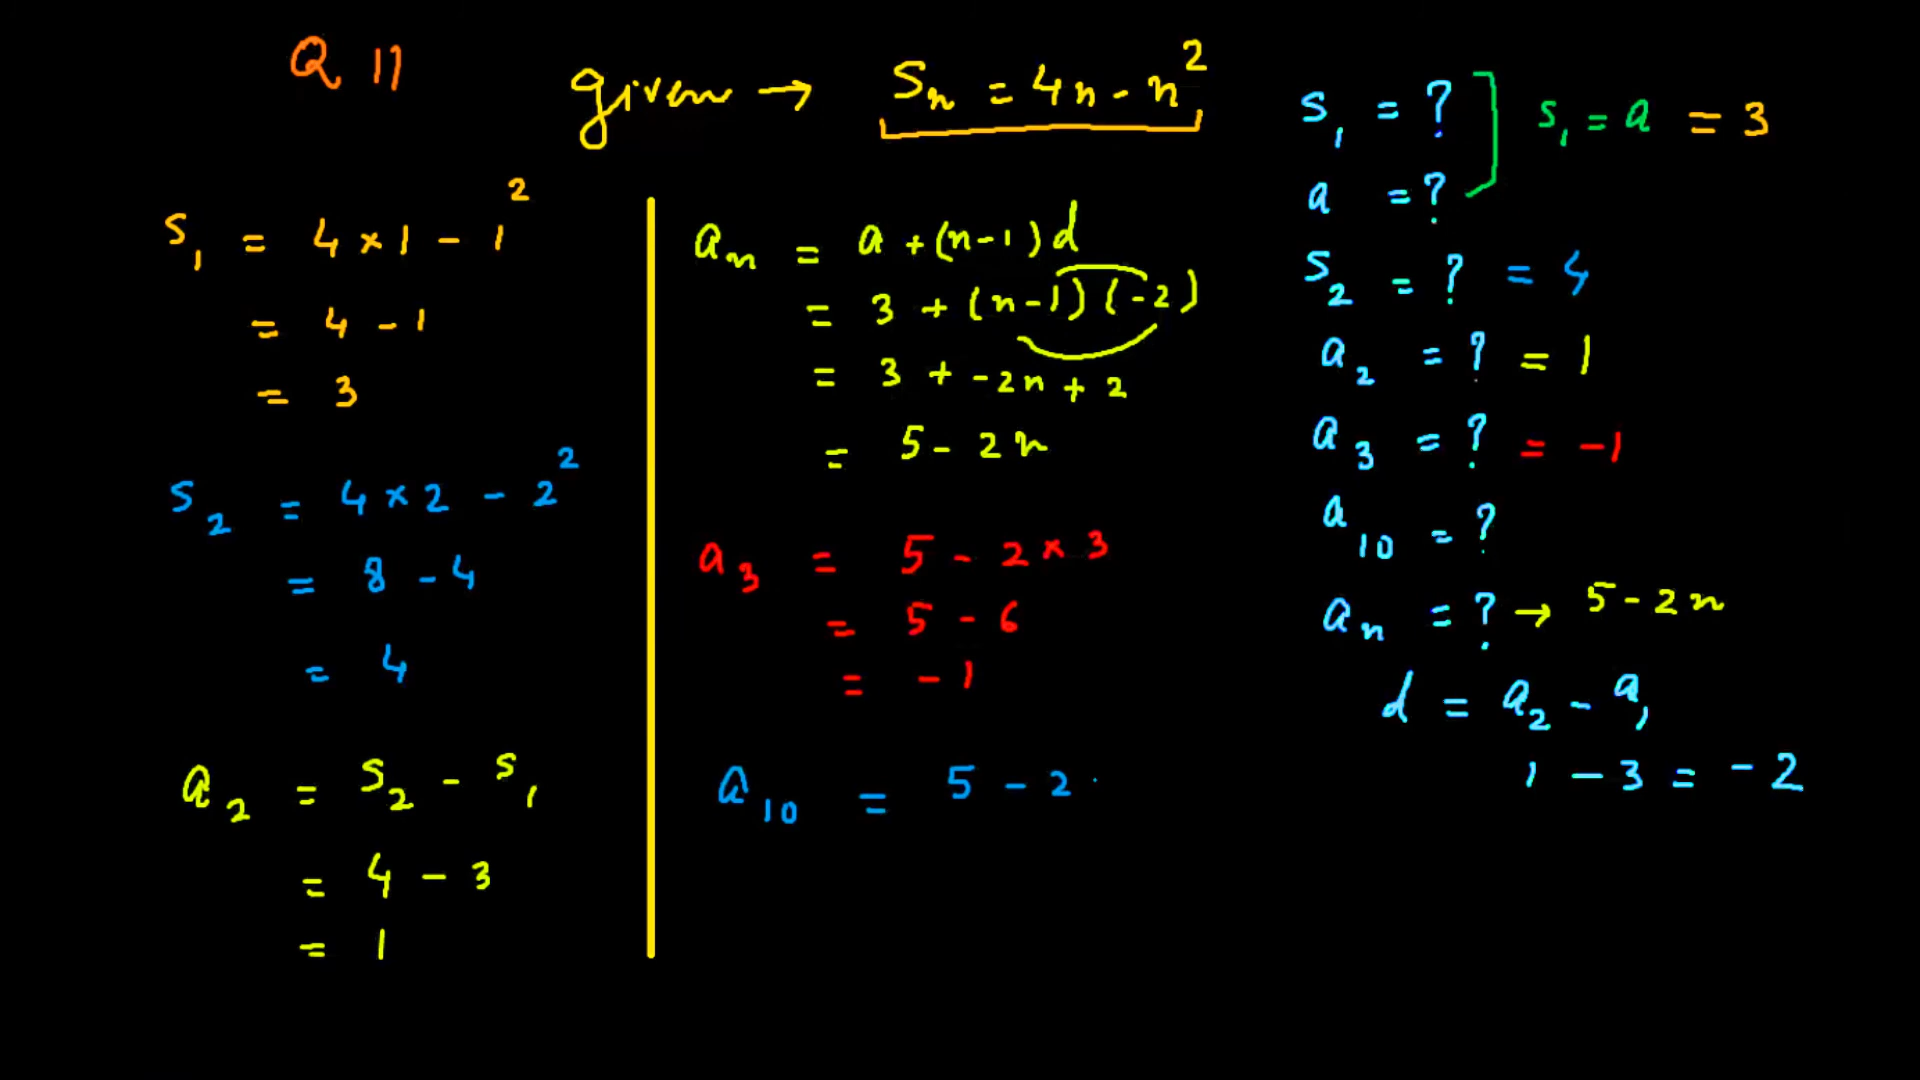 Q 11
given → Sₙ = 4n - n²
S₁ = 4 × 1 - 1²
= 4 - 1
= 3
S₂ = 4 × 2 - 2²
= 8 - 4
= 4
a₂ = S₂ - S₁
= 4 - 3
= 1
aₙ = a + (n-1) d
= 3 + (n-1) (-2)
= 3 + -2n + 2
= 5 - 2n
a₃ = 5 - 2 × 3
= 5 - 6
= -1
a₁₀ = 5 - 2 ·
S₁ = ?
a = ?
S₁ = a = 3
S₂ = ? = 4
a₂ = ? = 1
a₃ = ? = -1
a₁₀ = ?
aₙ = ? → 5 - 2n
d = a₂ - a₁
1 - 3 = -2